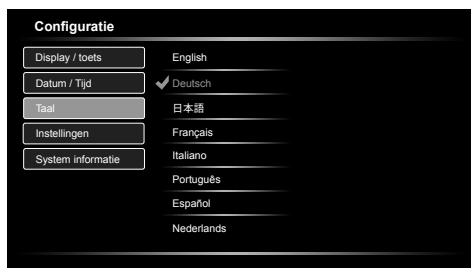 Configuratie
Display / toets
Datum / Tijd
Taal
Instellingen
System informatie
English
Deutsch
日本語
Français
Italiano
Português
Español
Nederlands